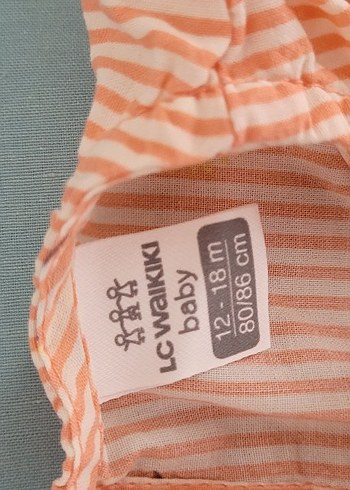 LC WAIKIKI
baby
12 - 18 m
80/86 cm